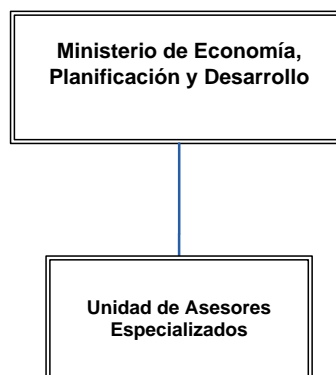 Ministerio de Economía,
Planificación y Desarrollo
Unidad de Asesores
Especializados